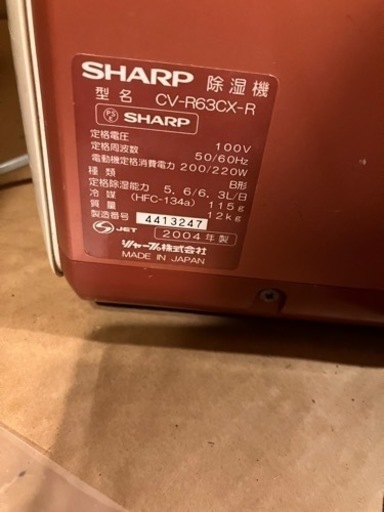 SHARP 除湿機
型名 CV-R63CX-R
PS E SHARP
定格電圧 100V
定格周波数 50/60Hz
電動機定格消費電力 200/220W
種類 B形
定格除湿能力 5, 6/6, 3L/日
冷媒 (HFC-134a) 115g
質量 12kg
製造番号 4413247
S JET 2004年製
シャープ株式会社
MADE IN JAPAN